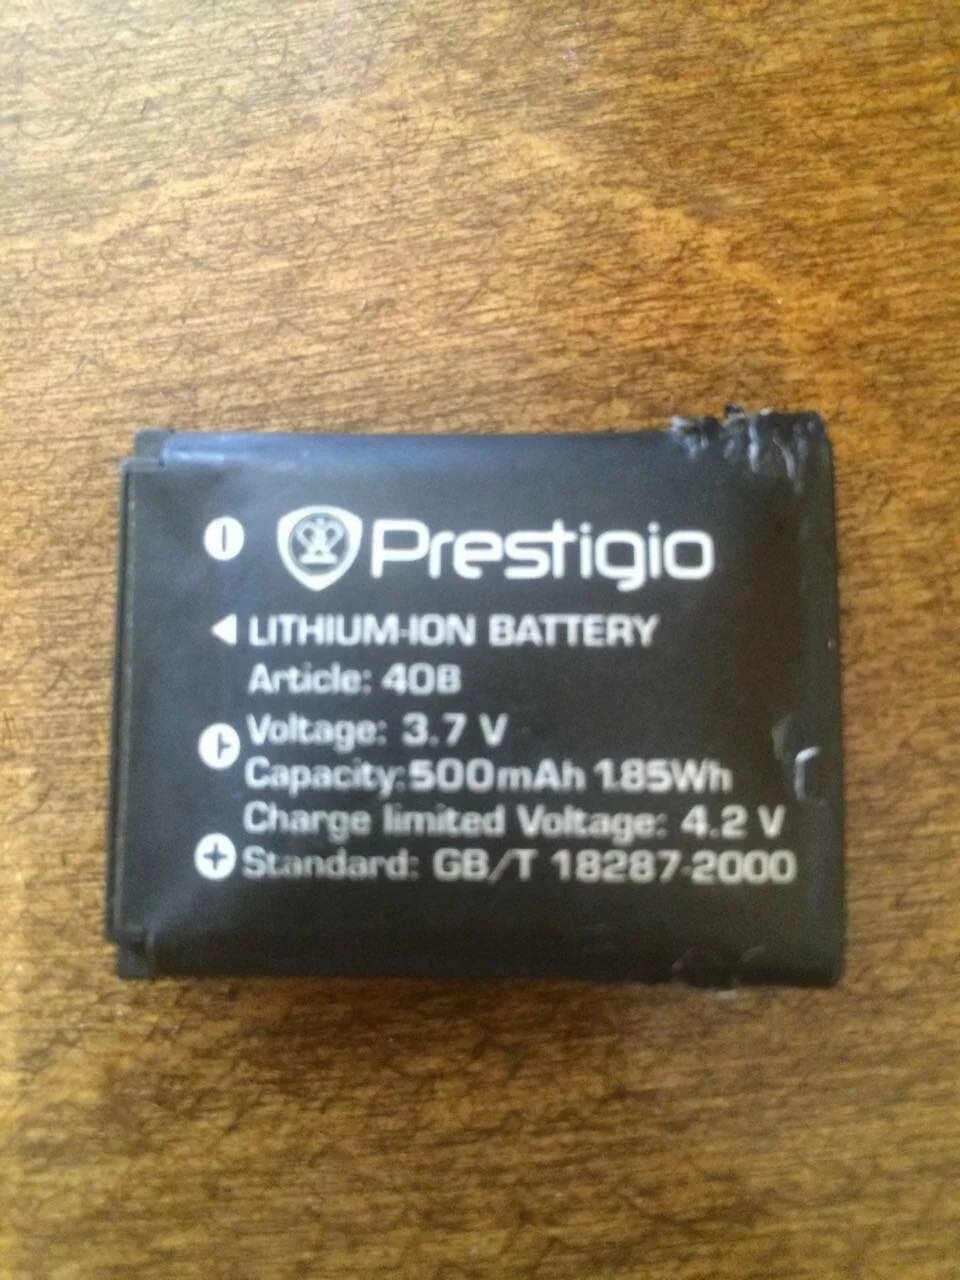 Prestigio
LITHIUM-ION BATTERY
Article: 40B
Voltage: 3.7 V
Capacity:500mAh 1.85Wh
Charge limited Voltage: 4.2 V
Standard: GB/T 18287-2000